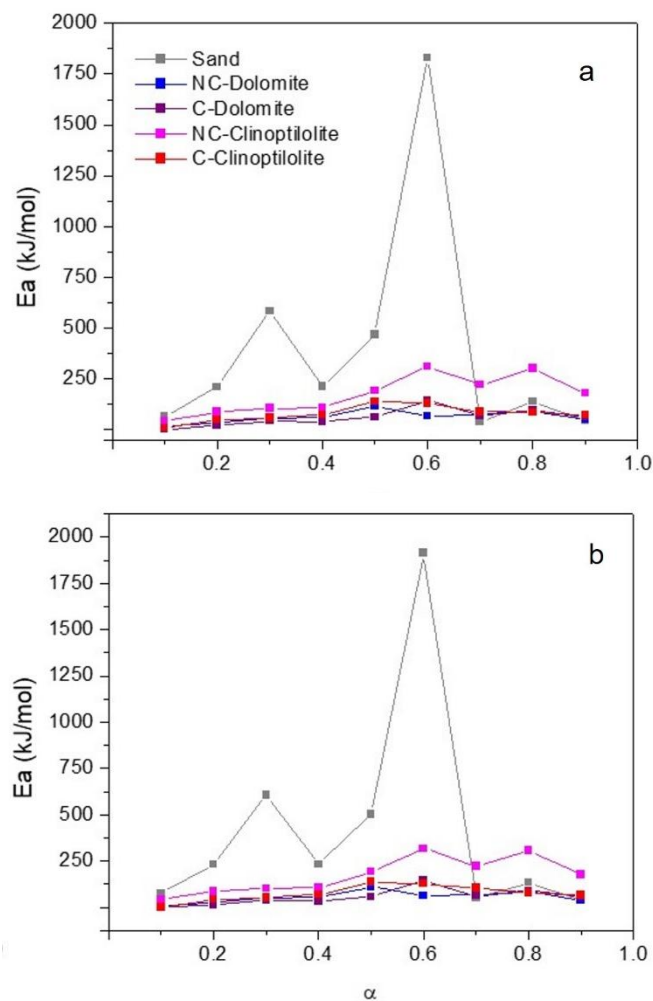 2000
1750
1500
1250
1000
750
500
250
Ea (kJ/mol)
Sand
NC-Dolomite
C-Dolomite
NC-Clinoptilolite
C-Clinoptilolite
a
0.2 0.4 0.6 0.8 1.0
2000
1750
1500
1250
1000
750
500
250
Ea (kJ/mol)
b
0.2 0.4 0.6 0.8 1.0
α